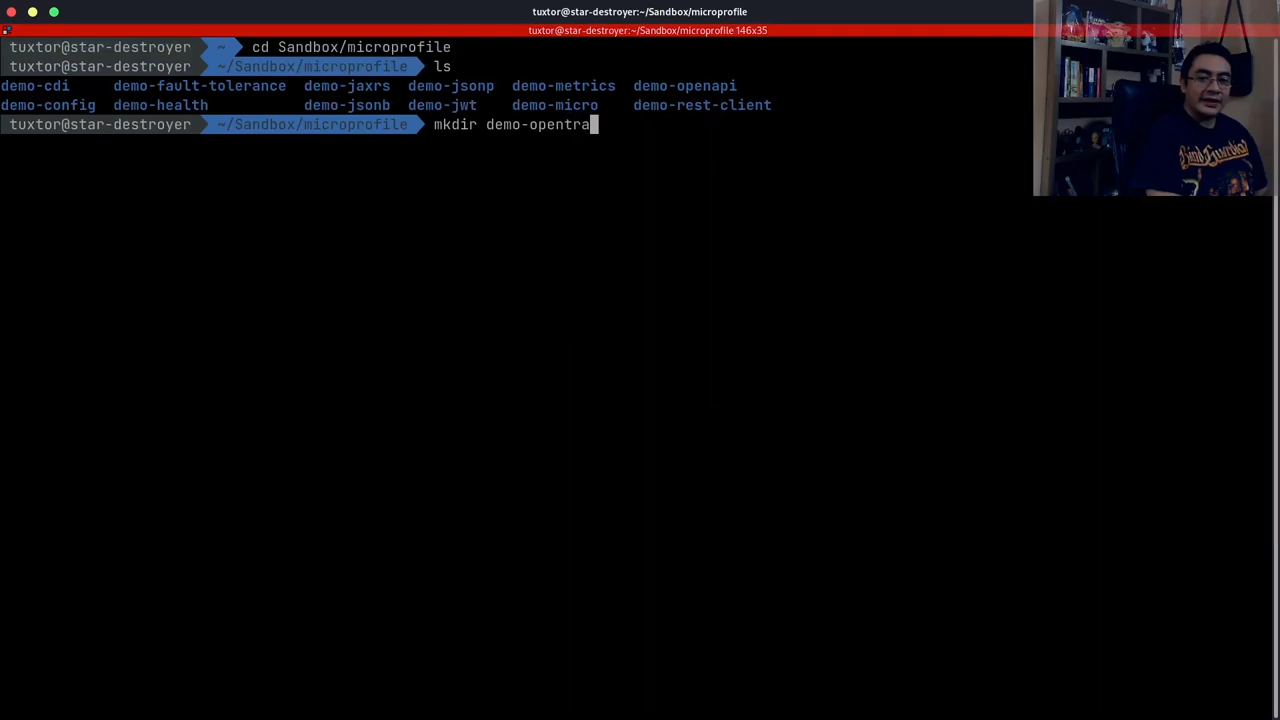 tuxtor@star-destroyer:~/Sandbox/microprofile
tuxtor@star-destroyer:~/Sandbox/microprofile 146x35
tuxtor@star-destroyer ~ cd Sandbox/microprofile
tuxtor@star-destroyer ~/Sandbox/microprofile ls
demo-cdi demo-fault-tolerance demo-jaxrs demo-jsonp demo-metrics demo-openapi
demo-config demo-health demo-jsonb demo-jwt demo-micro demo-rest-client
tuxtor@star-destroyer ~/Sandbox/microprofile mkdir demo-opentra